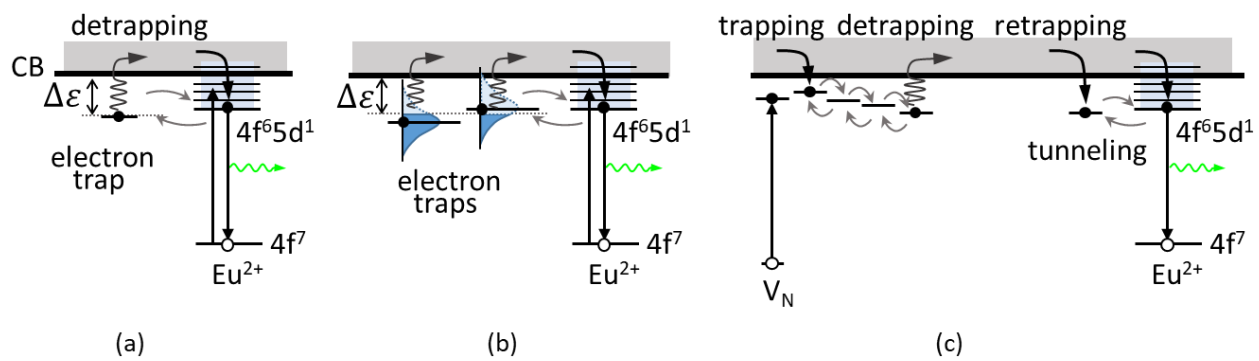 detrapping
CB
Δε
electron
trap
4f⁶5d¹
4f⁷
Eu²⁺
(a)
Δε
electron
traps
4f⁶5d¹
4f⁷
Eu²⁺
(b)
trapping detrapping retrapping
4f⁶5d¹
tunneling
4f⁷
V_N
Eu²⁺
(c)